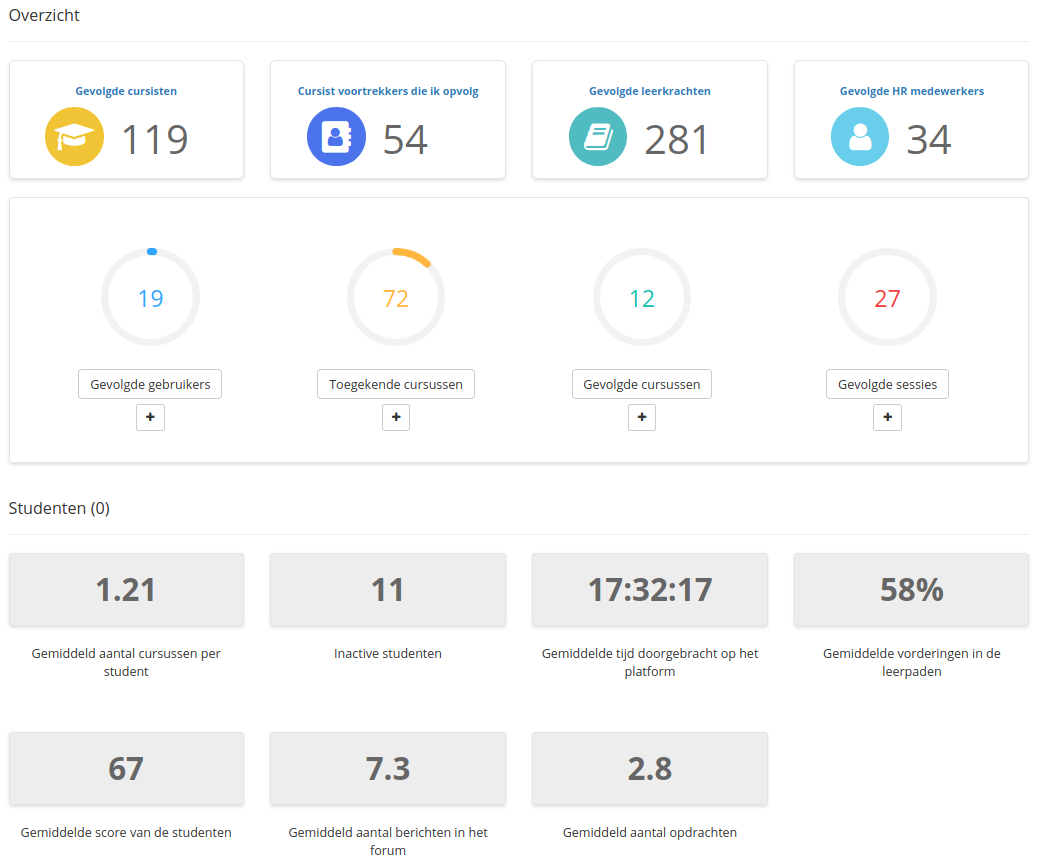 Overzicht
Gevolgde cursisten
119
Cursist voortrekkers die ik opvolg
54
Gevolgde leerkrachten
281
Gevolgde HR medewerkers
34
19
72
12
27
Gevolgde gebruikers
Toegekende cursussen
Gevolgde cursussen
Gevolgde sessies
+
+
+
+
Studenten (0)
1.21
Gemiddeld aantal cursussen per
student
11
Inactive studenten
17:32:17
Gemiddelde tijd doorgebracht op het
platform
58%
Gemiddelde vorderingen in de
leerpaden
67
Gemiddelde score van de studenten
7.3
Gemiddeld aantal berichten in het
forum
2.8
Gemiddeld aantal opdrachten